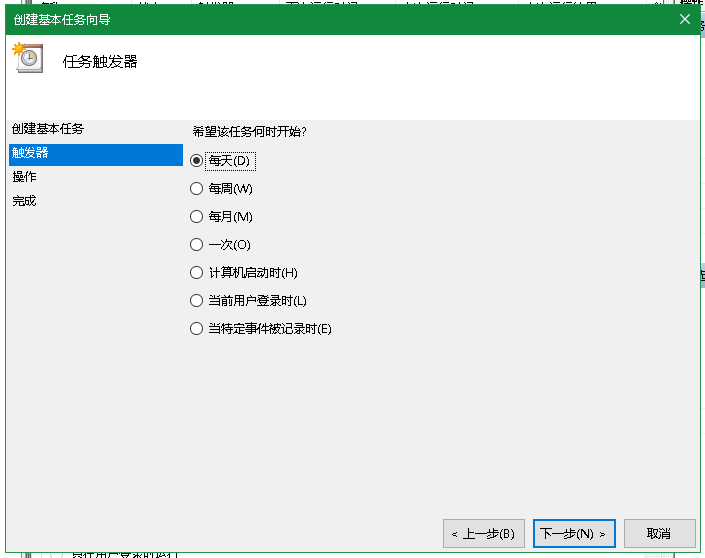 创建基本任务向导
任务触发器
创建基本任务
触发器
操作
完成
希望该任务何时开始?
每天(D)
每周(W)
每月(M)
一次(O)
计算机启动时(H)
当前用户登录时(L)
当特定事件被记录时(E)
< 上一步(B)
下一步(N) >
取消